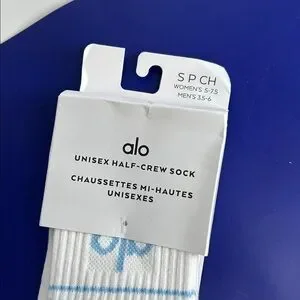 S P CH
WOMEN'S 5-7.5
MEN'S 3.5-6
alo
UNISEX HALF-CREW SOCK
CHAUSSETTES MI-HAUTES
UNISEXES